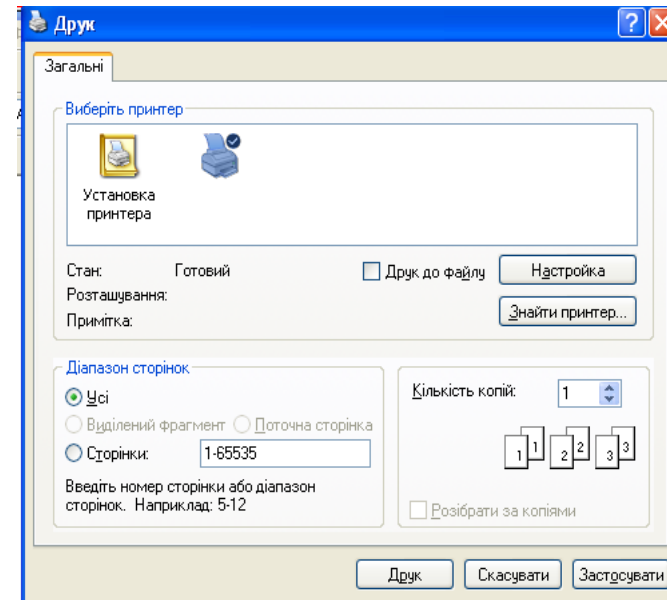 Друк
Загальні
Виберіть принтер
Установка
принтера
Стан: Готовий
Друк до файлу
Настройка
Розташування:
Примітка:
Знайти принтер...
Діапазон сторінок
Усі
Виділений фрагмент Поточна сторінка
Сторінки: 1-65535
Введіть номер сторінки або діапазон
сторінок. Наприклад: 5-12
Кількість копій: 1
1 1 2 2 3 3
Розібрати за копіями
Друк Скасувати Застосувати